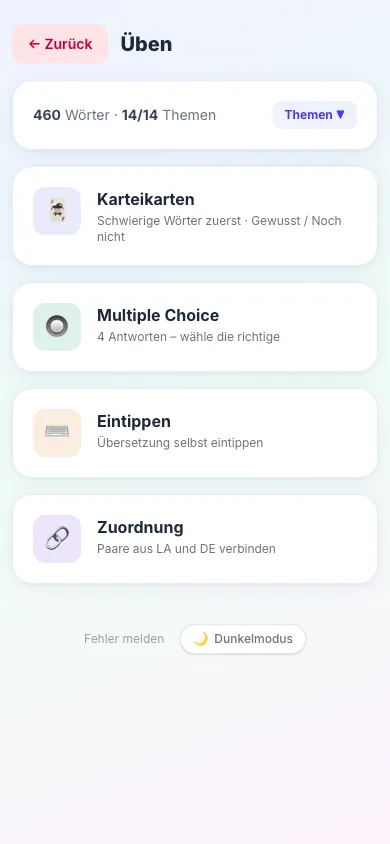 ← Zurück Üben
460 Wörter · 14/14 Themen Themen ▼
Karteikarten
Schwierige Wörter zuerst · Gewusst / Noch
nicht
Multiple Choice
4 Antworten – wähle die richtige
Eintippen
Übersetzung selbst eintippen
Zuordnung
Paare aus LA und DE verbinden
Fehler melden 🌙 Dunkelmodus